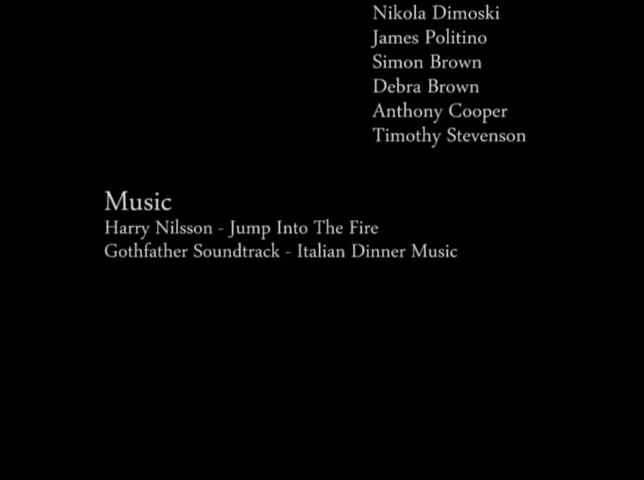 Nikola Dimoski
James Politino
Simon Brown
Debra Brown
Anthony Cooper
Timothy Stevenson
Music
Harry Nilsson - Jump Into The Fire
Gothfather Soundtrack - Italian Dinner Music